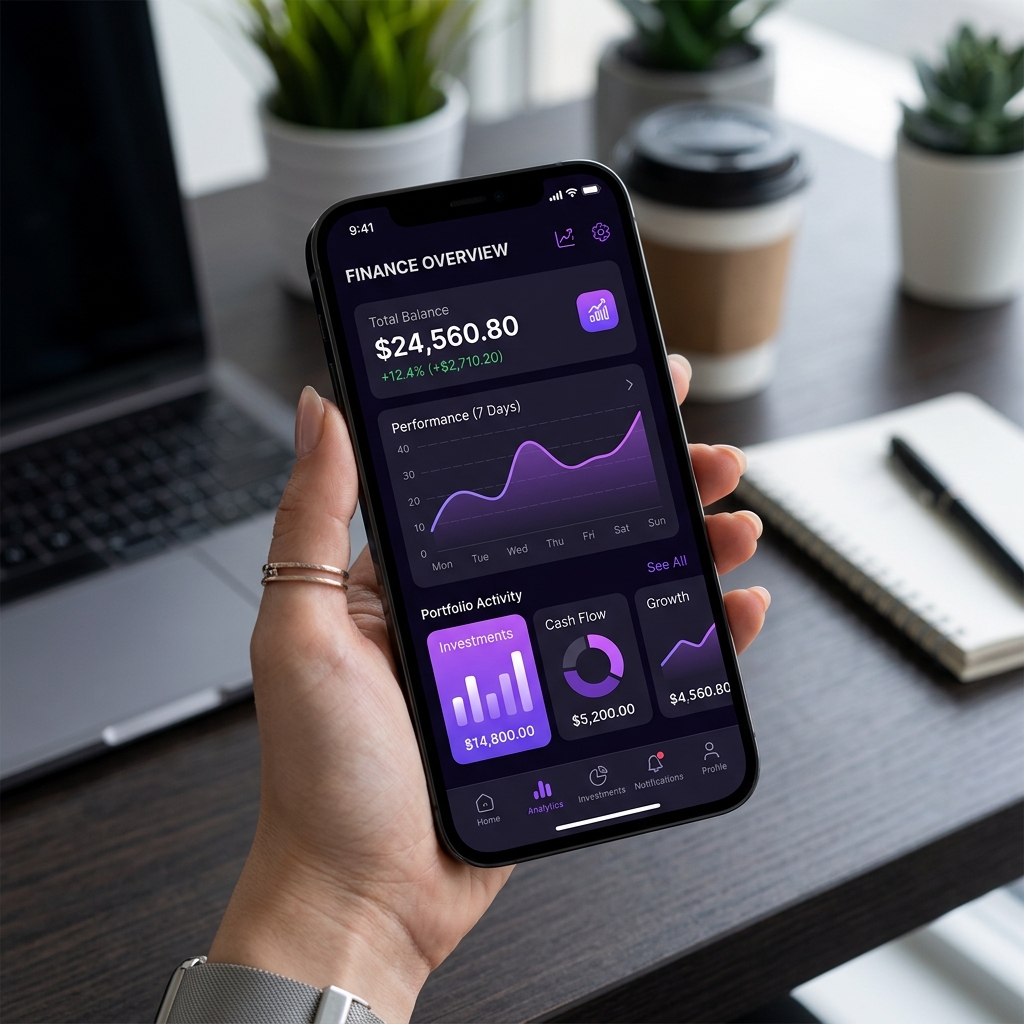 9:41
FINANCE OVERVIEW
Total Balance
$24,560.80
+12.4% (+$2,710.20)
Performance (7 Days)
40
30
20
10
0
Mon Tue Wed Thu Fri Sat Sun
Portfolio Activity See All
Investments Cash Flow Growth
$14,800.00 $5,200.00 $4,560.80
Home Analytics Investments Notifications Profile